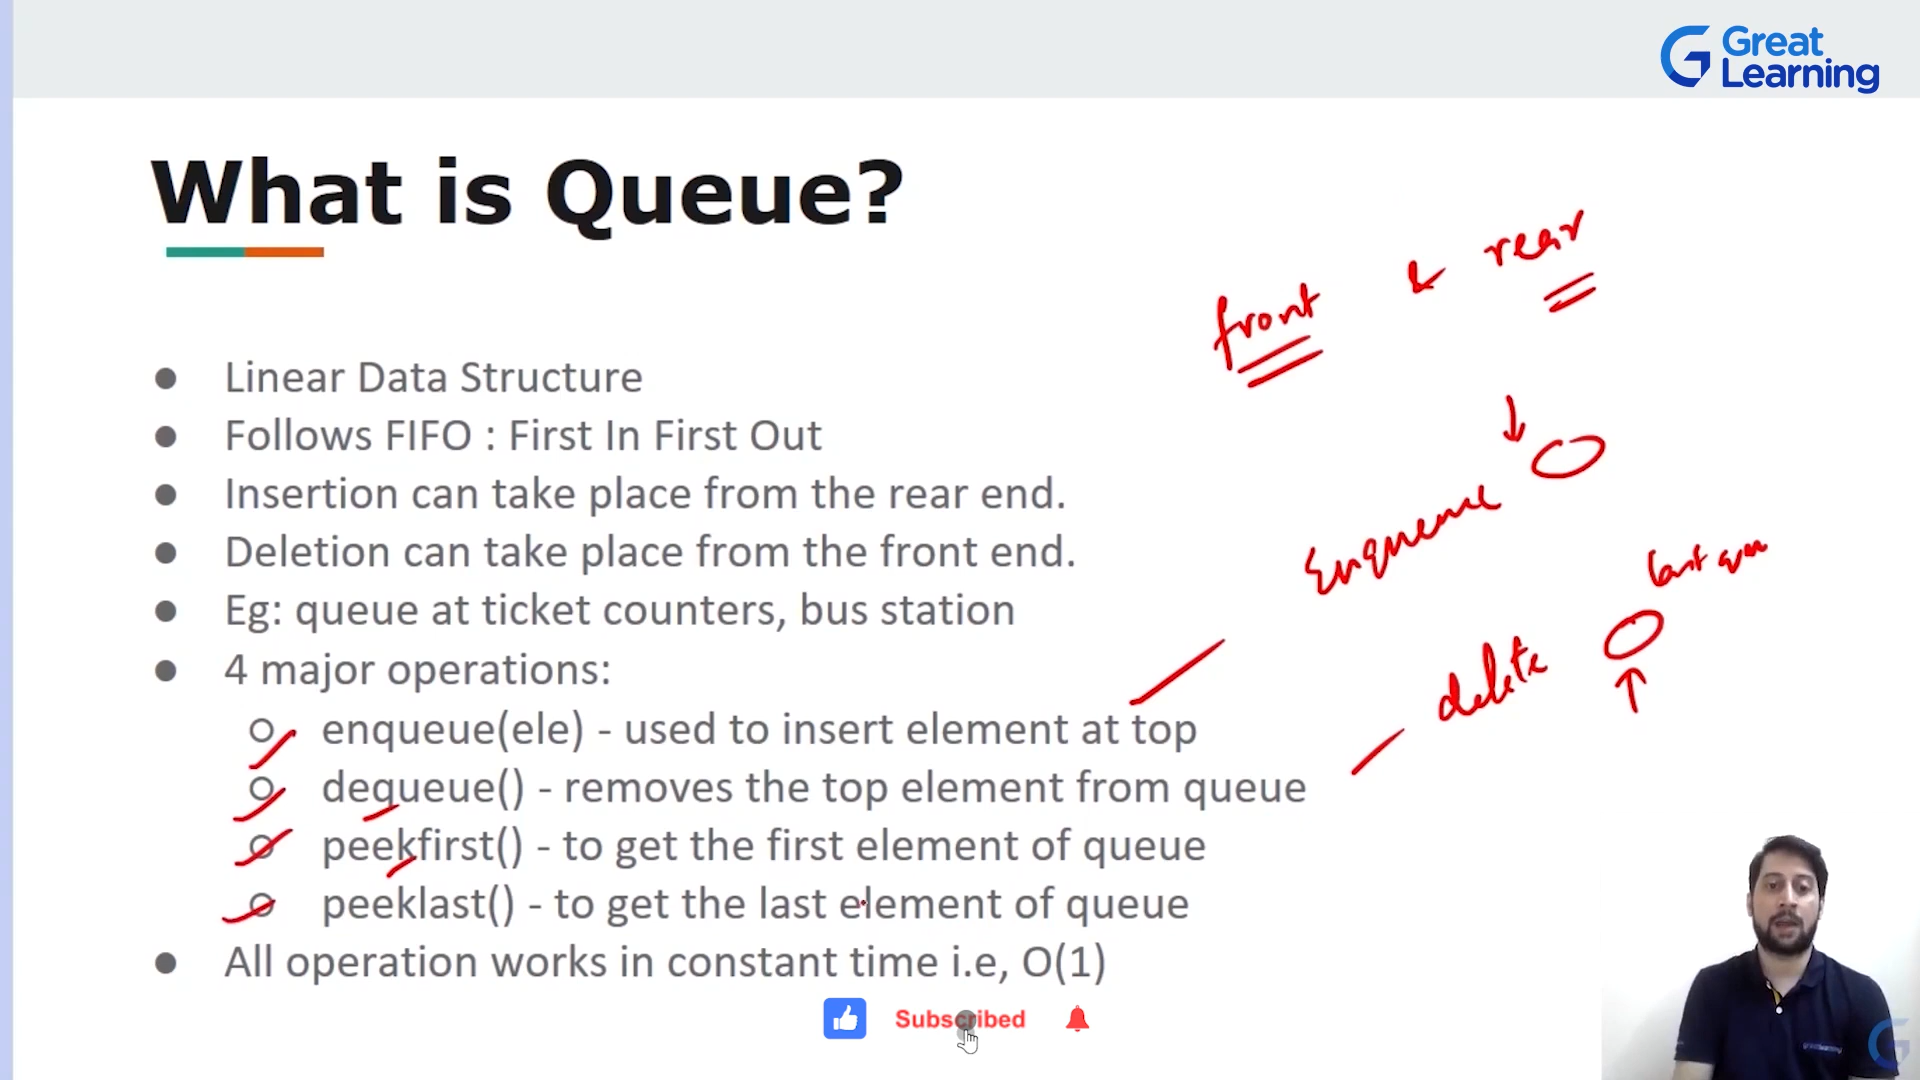 Great
Learning
What is Queue?
front & rear
● Linear Data Structure
● Follows FIFO : First In First Out
● Insertion can take place from the rear end.
Enqueue
● Deletion can take place from the front end.
● Eg: queue at ticket counters, bus station
● 4 major operations:
delete
○ enqueue(ele) - used to insert element at top
○ dequeue() - removes the top element from queue
○ peekfirst() - to get the first element of queue
○ peeklast() - to get the last element of queue
● All operation works in constant time i.e, O(1)
Subscribed
greatlearning